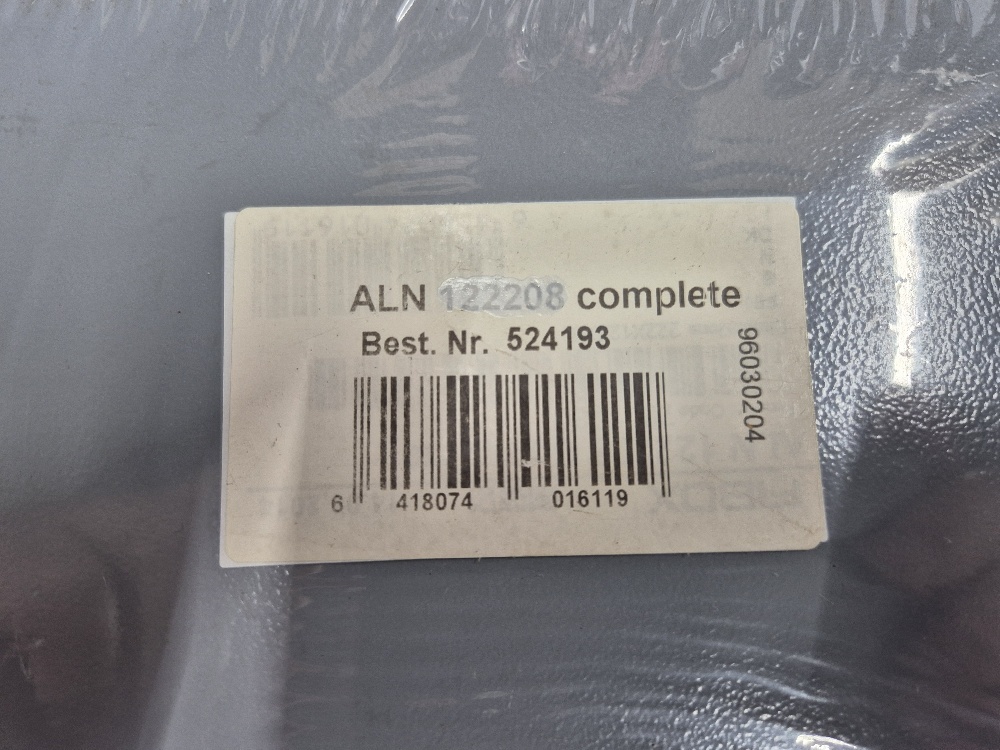 ALN 122208 complete
Best. Nr. 524193
96030204
6 418074 016119